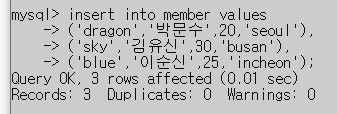 mysql> insert into member values
    -> ('dragon','박문수',20,'seoul'),
    -> ('sky','김유신',30,'busan'),
    -> ('blue','이순신',25,'incheon');
Query OK, 3 rows affected (0.01 sec)
Records: 3  Duplicates: 0  Warnings: 0